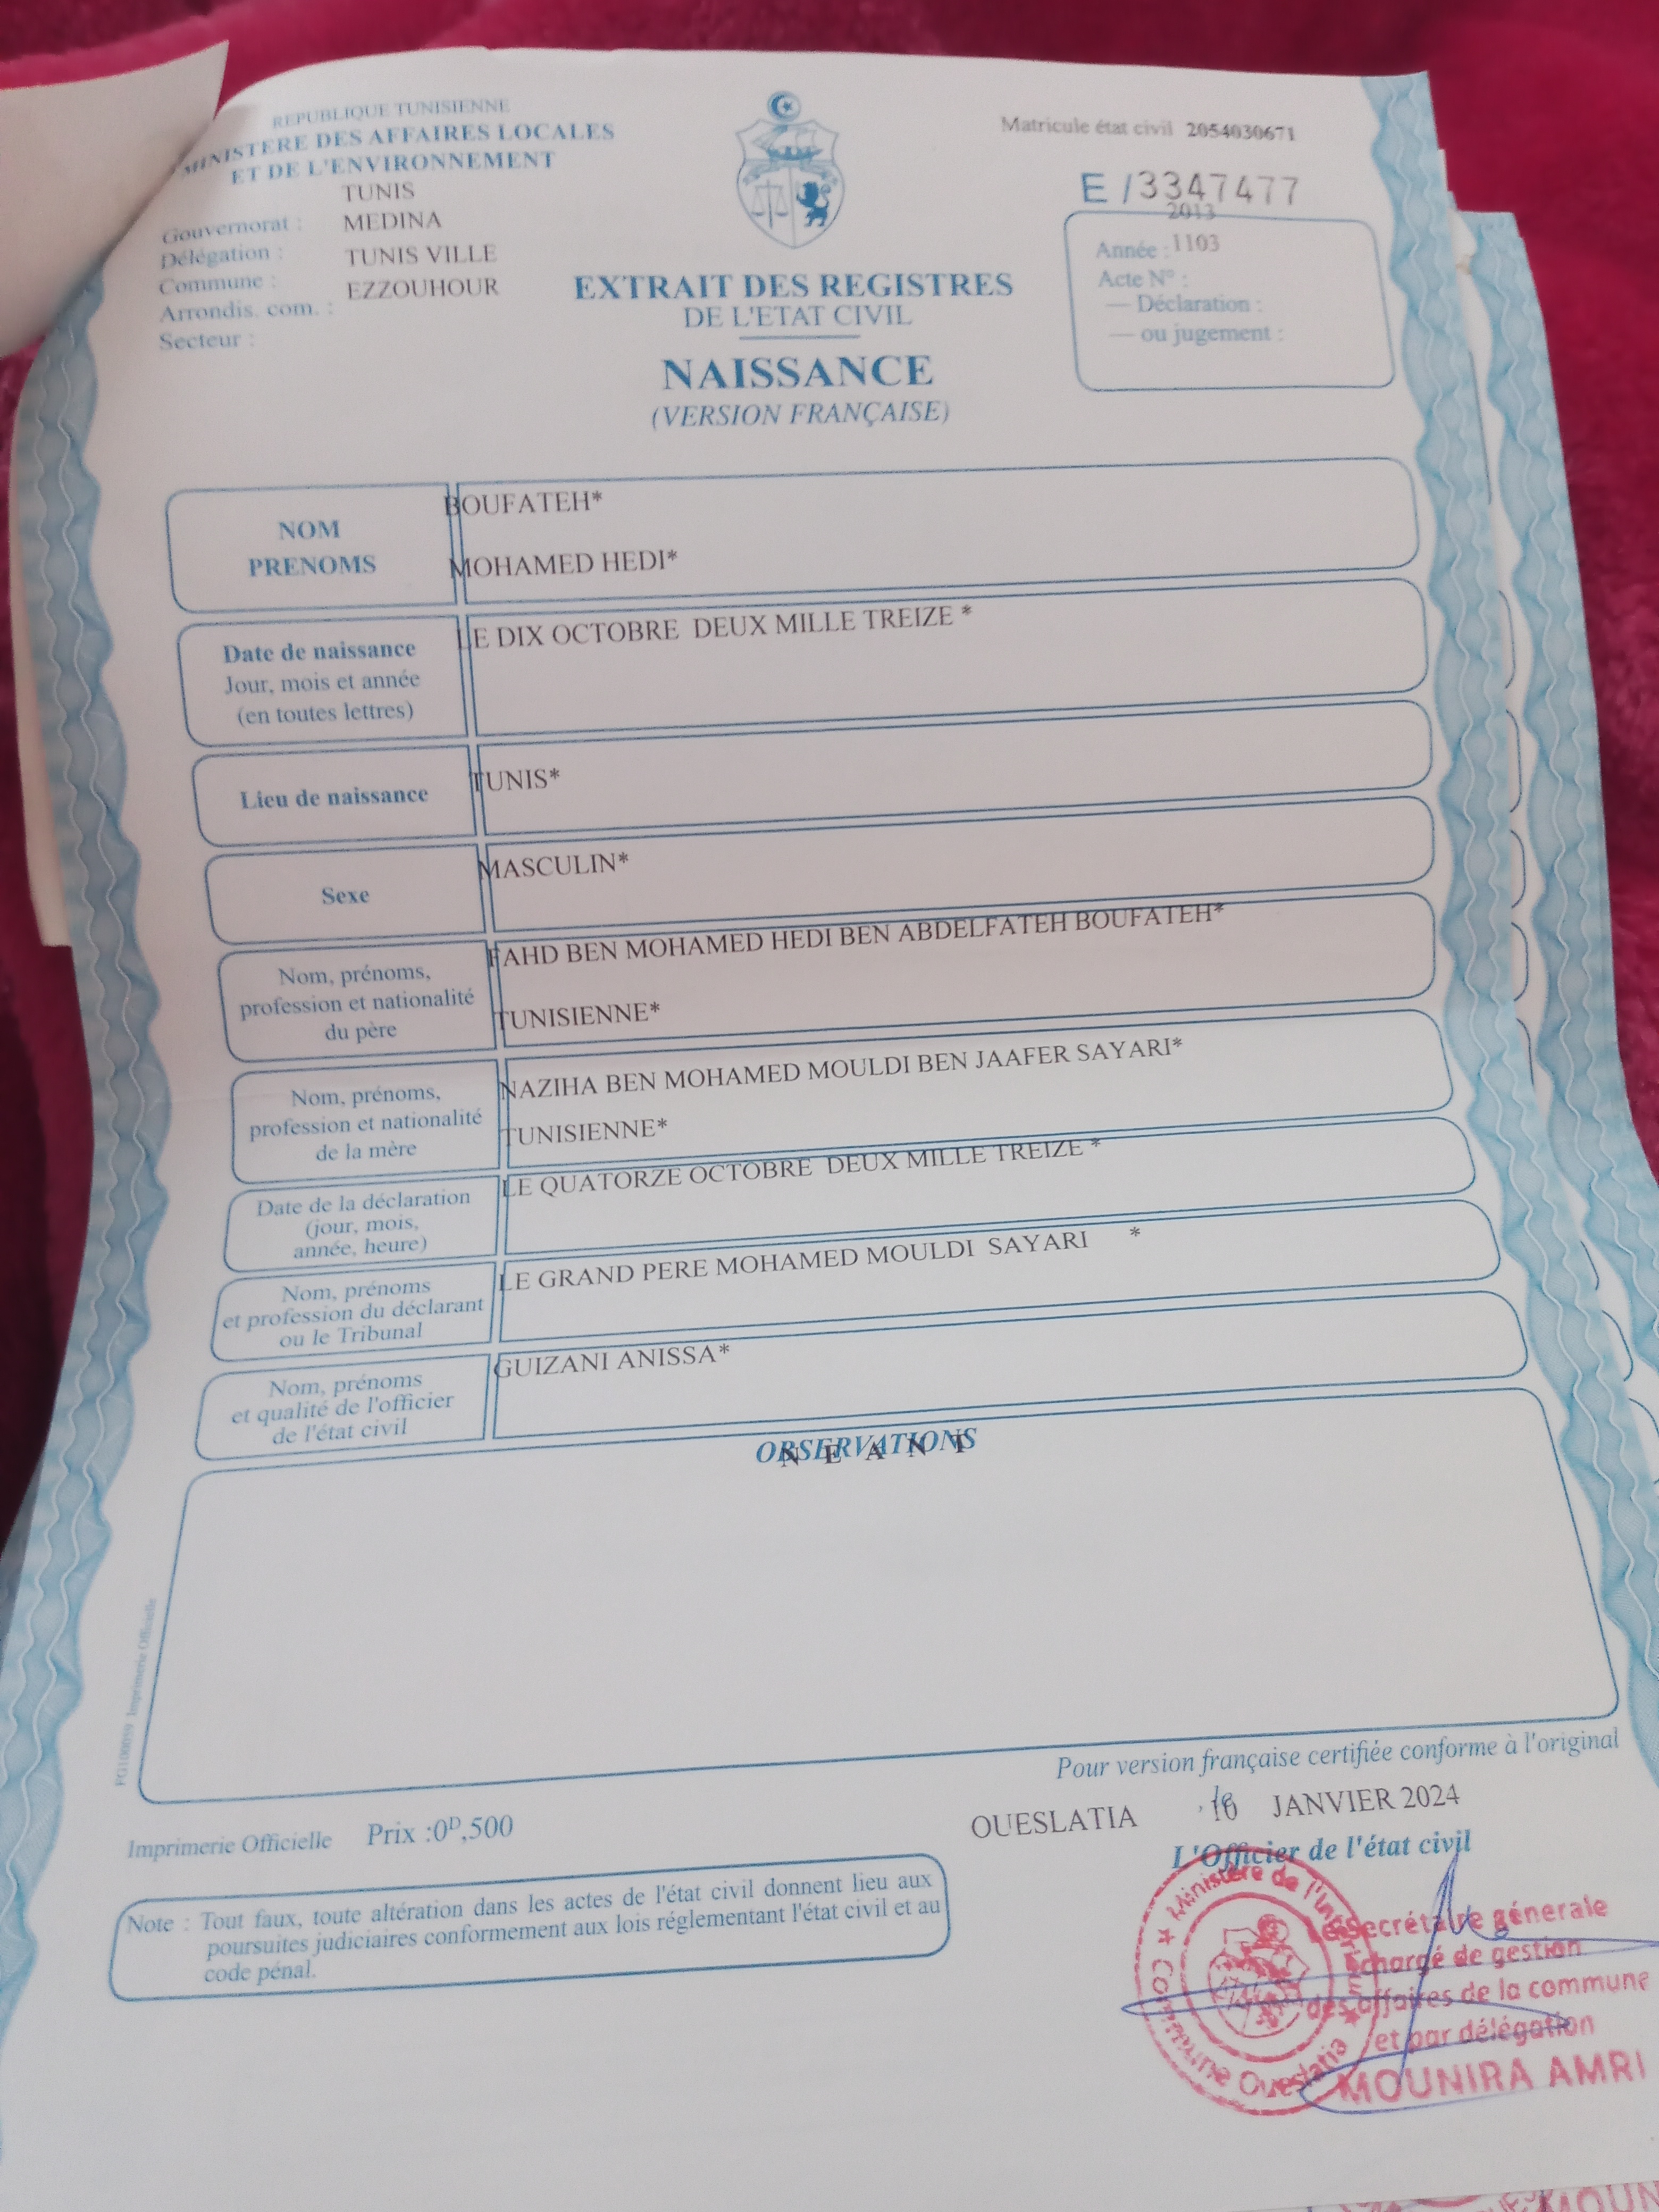 REPUBLIQUE TUNISIENNE
MINISTERE DES AFFAIRES LOCALES
ET DE L'ENVIRONNEMENT
TUNIS
Gouvernorat : MEDINA
Délégation : TUNIS VILLE
Commune : EZZOUHOUR
Arrondis. com. :
Secteur :
EXTRAIT DES REGISTRES
DE L'ETAT CIVIL
NAISSANCE
(VERSION FRANÇAISE)
Matricule état civil 2054030671
E /3347477
2013
Année : 1103
Acte N° :
— Déclaration :
— ou jugement :
NOM
PRENOMS
BOUFATEH*
MOHAMED HEDI*
Date de naissance
Jour, mois et année
(en toutes lettres)
LE DIX OCTOBRE DEUX MILLE TREIZE *
Lieu de naissance
TUNIS*
Sexe
MASCULIN*
Nom, prénoms,
profession et nationalité
du père
FAHD BEN MOHAMED HEDI BEN ABDELFATEH BOUFATEH*
TUNISIENNE*
Nom, prénoms,
profession et nationalité
de la mère
NAZIHA BEN MOHAMED MOULDI BEN JAAFER SAYARI*
TUNISIENNE*
Date de la déclaration
(jour, mois,
année, heure)
LE QUATORZE OCTOBRE DEUX MILLE TREIZE *
Nom, prénoms
et profession du déclarant
ou le Tribunal
LE GRAND PERE MOHAMED MOULDI SAYARI *
Nom, prénoms
et qualité de l'officier
de l'état civil
GUIZANI ANISSA*
OBSERVATIONS
N E A N T
Imprimerie Officielle
Pour version française certifiée conforme à l'original
OUESLATIA JANVIER 2024
L'Officier de l'état civil
Imprimerie Officielle Prix :0ᴰ,500
Note : Tout faux, toute altération dans les actes de l'état civil donnent lieu aux
poursuites judiciaires conformement aux lois réglementant l'état civil et au
code pénal.
Ministère de
Commune Oueslatia
secrétaire génerale
chargé de gestion
des affaires de la commune
et par délégation
MOUNIRA AMRI